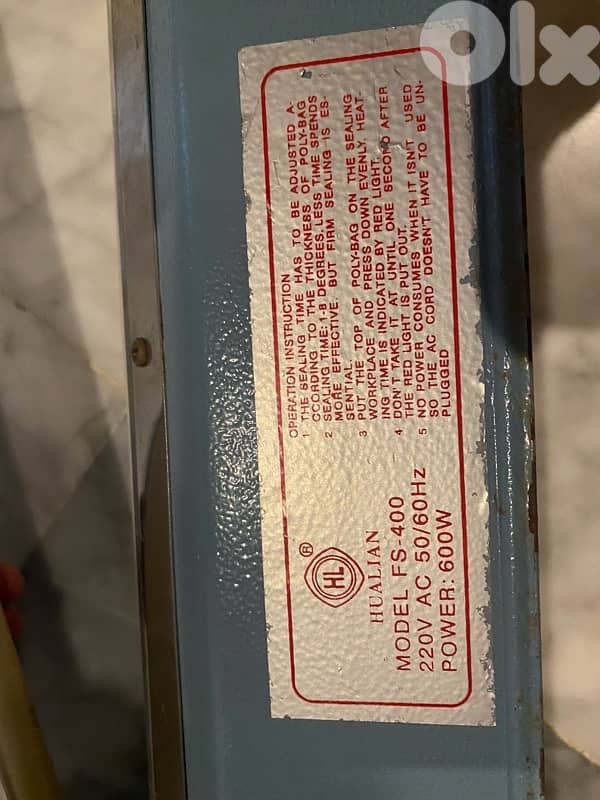 olx
HL
®
HUALIAN
MODEL FS-400
220V AC 50/60Hz
POWER: 600W
OPERATION INSTRUCTION
1 THE SEALING TIME HAS TO BE ADJUSTED A-
CCORDING TO THE THICKNESS OF POLY-BAG
2 SEALING TIME: 1-8 DEGREES, LESS TIME SPENDS
MORE EFFECTIVE. BUT FIRM SEALING IS ES-
SENTIAL.
3 PUT THE TOP OF POLY-BAG ON THE SEALING
WORKPLACE AND PRESS DOWN EVENLY. HEAT-
ING TIME IS INDICATED BY RED LIGHT.
4 DON'T TAKE IT AT UNTIL ONE SECOND AFTER
THE RED LIGHT IS PUT OUT.
5 NO POWER CONSUMES WHEN IT ISN'T USED
SO THE AC CORD DOESN'T HAVE TO BE UN-
PLUGGED